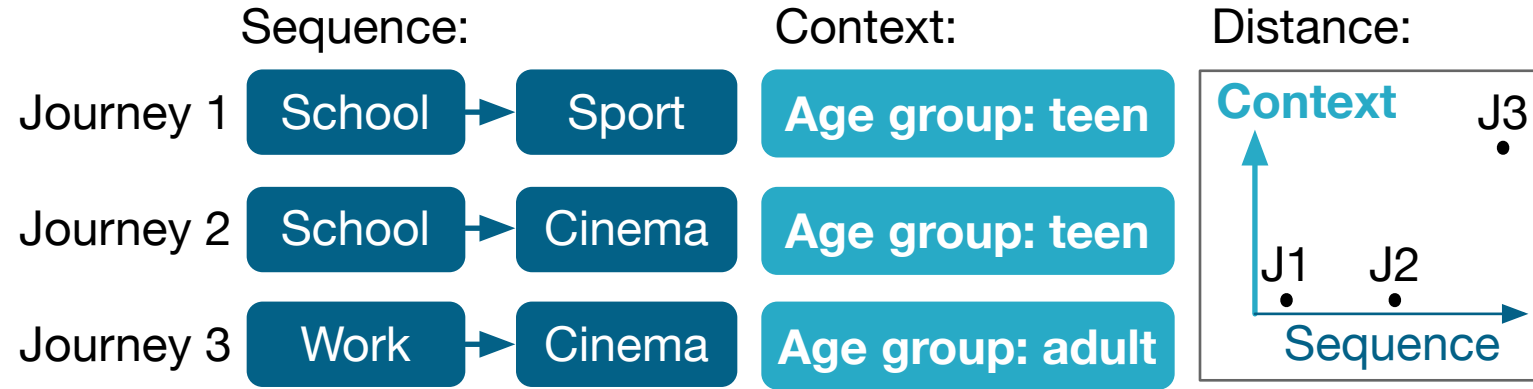 Sequence: Context: Distance:
Journey 1 School Sport Age group: teen
Journey 2 School Cinema Age group: teen
Journey 3 Work Cinema Age group: adult
Context
J3
J1 J2
Sequence